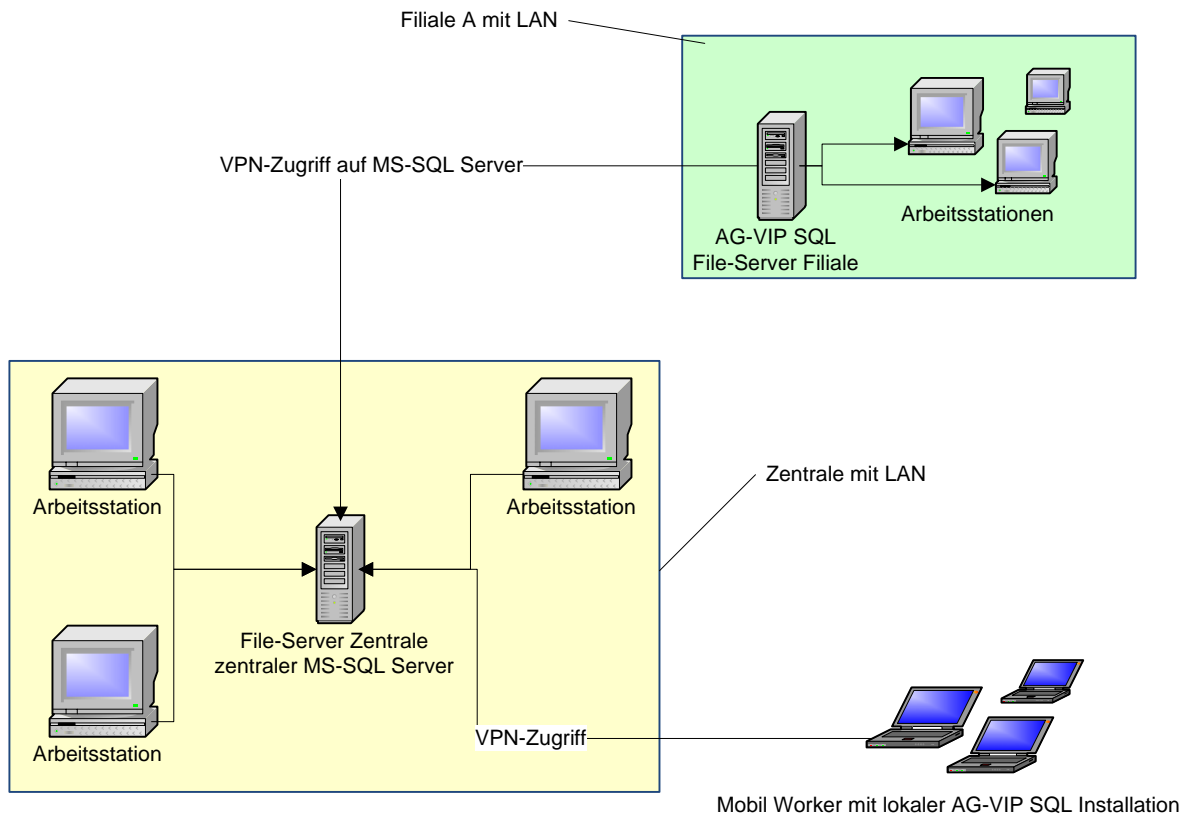 Filiale A mit LAN
VPN-Zugriff auf MS-SQL Server
Arbeitsstationen
AG-VIP SQL
File-Server Filiale
Zentrale mit LAN
Arbeitsstation
Arbeitsstation
File-Server Zentrale
zentraler MS-SQL Server
Arbeitsstation
VPN-Zugriff
Mobil Worker mit lokaler AG-VIP SQL Installation